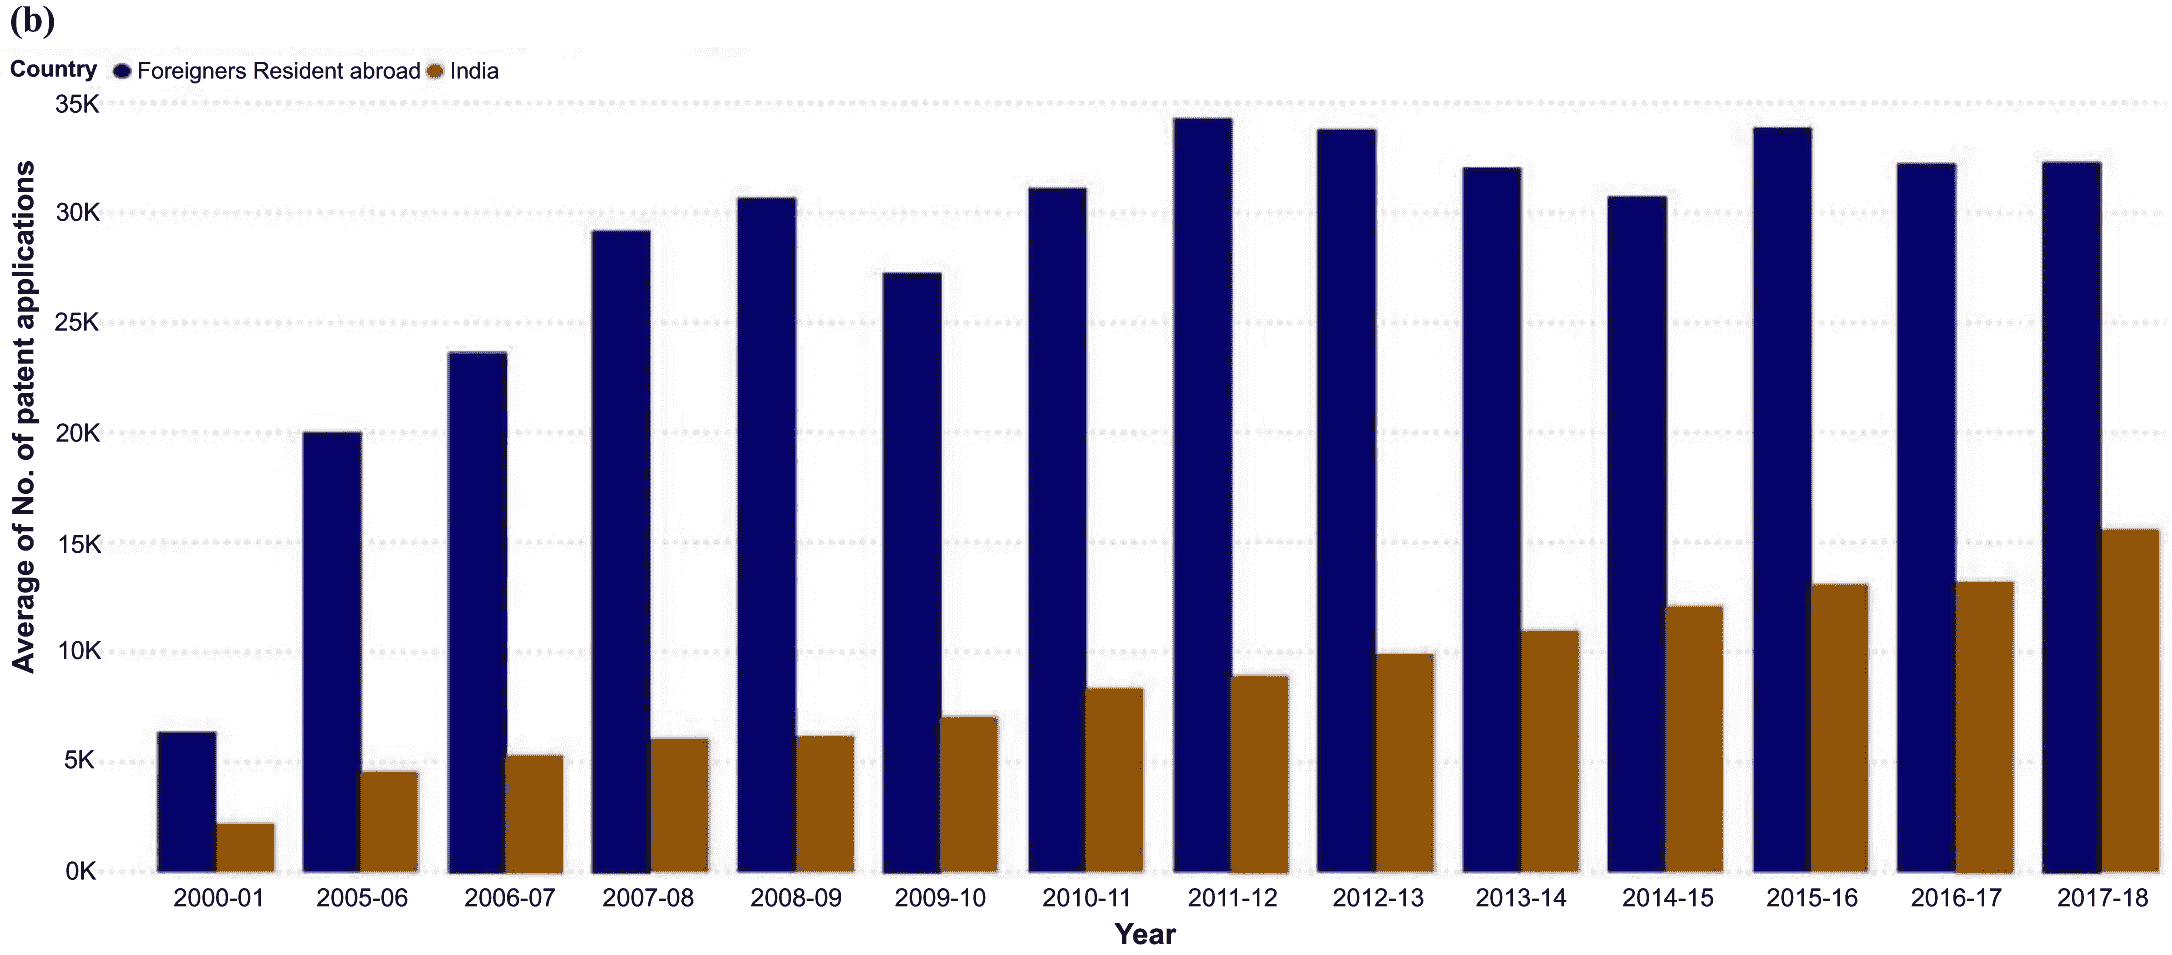 (b)
Country Foreigners Resident abroad India
35K
30K
25K
20K
15K
10K
5K
0K
Average of No. of patent applications
2000-01 2005-06 2006-07 2007-08 2008-09 2009-10 2010-11 2011-12 2012-13 2013-14 2014-15 2015-16 2016-17 2017-18
Year